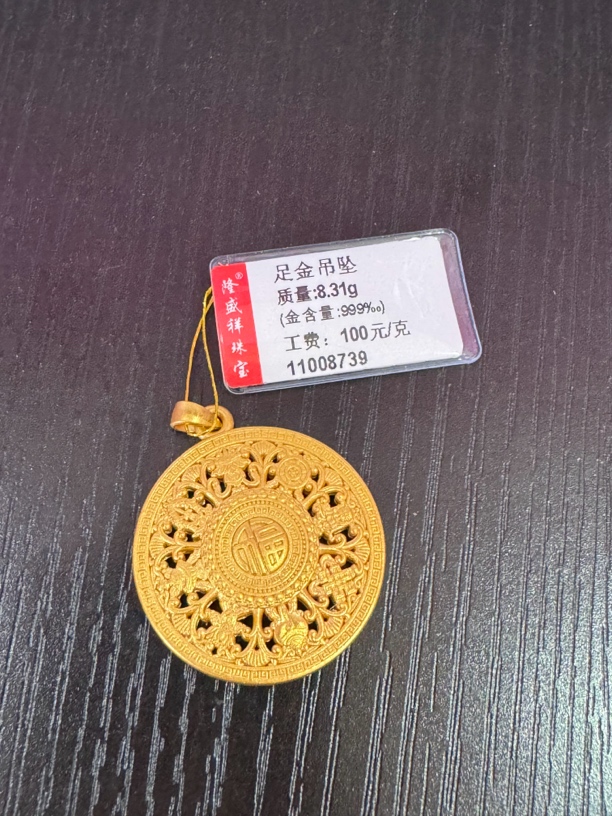 隆盛祥珠宝®
足金吊坠
质量:8.31g
(金含量:999‰)
工费：100元/克
11008739
福